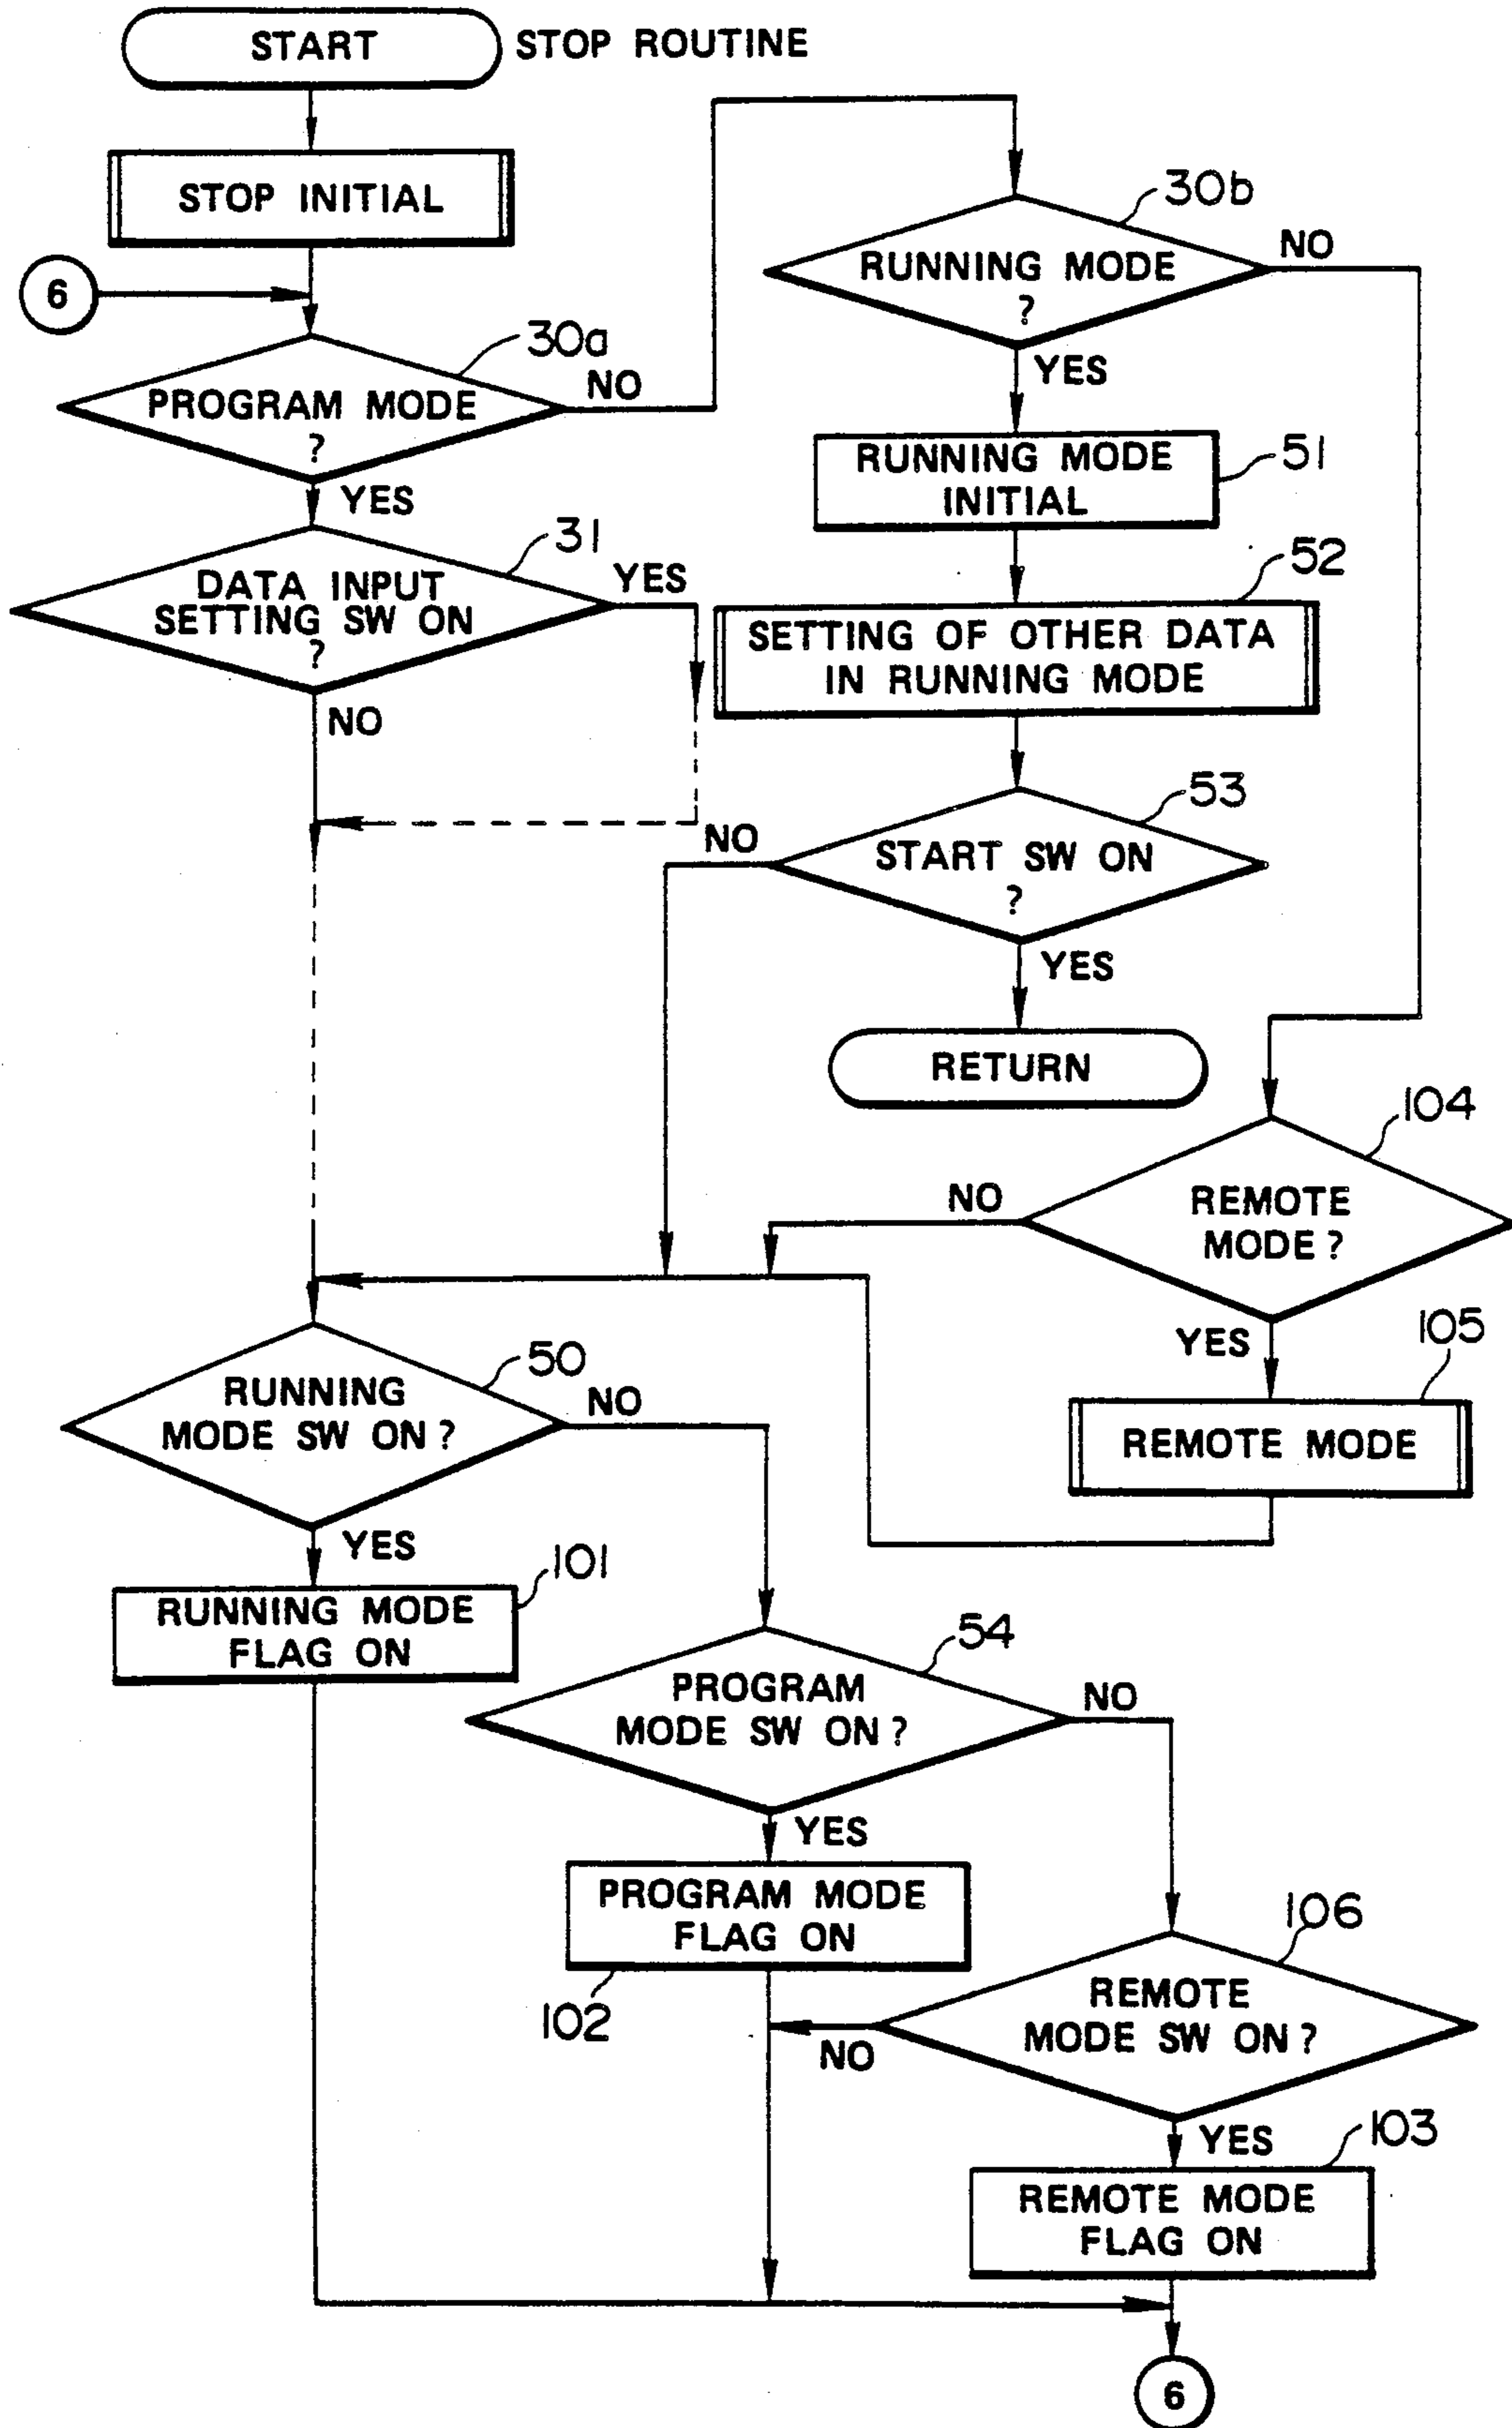 START
STOP ROUTINE
STOP INITIAL
6
30a
PROGRAM MODE
?
NO
YES
30b
RUNNING MODE
?
NO
YES
RUNNING MODE
INITIAL
51
31
DATA INPUT
SETTING SW ON
?
YES
NO
52
SETTING OF OTHER DATA
IN RUNNING MODE
53
START SW ON
?
NO
YES
RETURN
104
REMOTE
MODE ?
NO
YES
105
REMOTE MODE
50
RUNNING
MODE SW ON ?
NO
YES
101
RUNNING MODE
FLAG ON
54
PROGRAM
MODE SW ON ?
NO
YES
PROGRAM MODE
FLAG ON
102
106
REMOTE
MODE SW ON ?
NO
YES
103
REMOTE MODE
FLAG ON
6